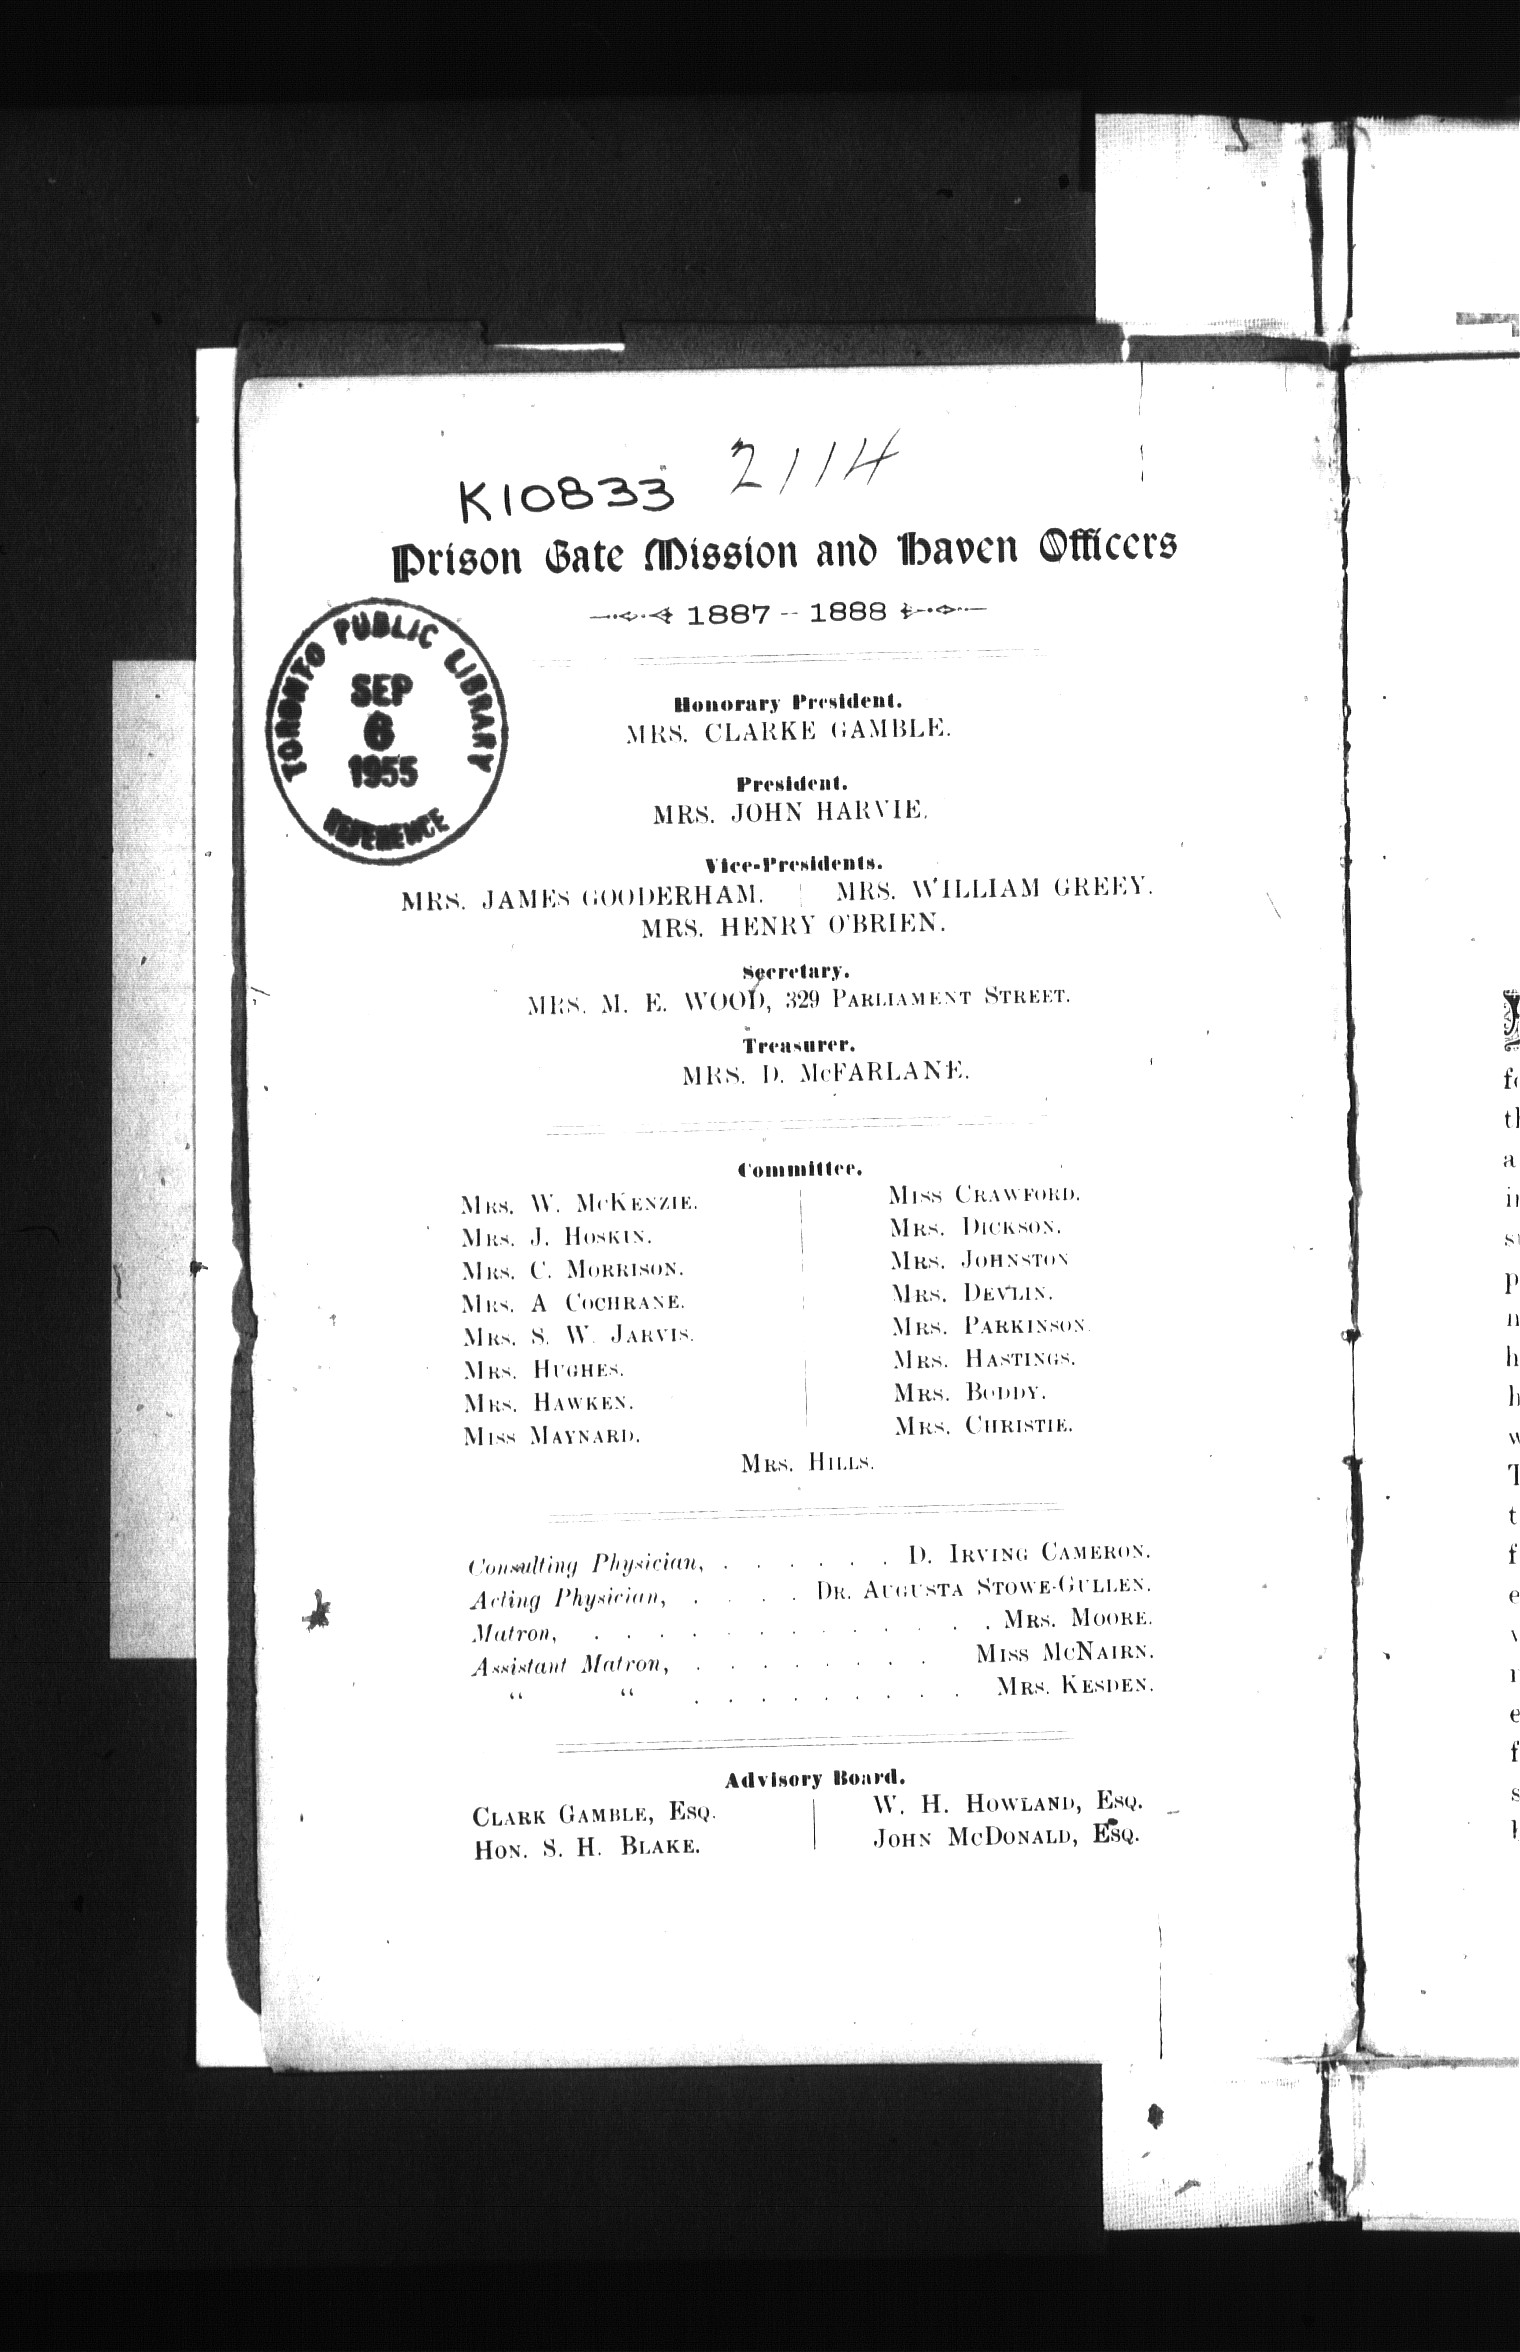 K10833 2114
Prison Gate Mission and Haven Officers
1887 -- 1888
TORONTO PUBLIC LIBRARY
SEP
6
1955
REFERENCE
Honorary President.
MRS. CLARKE GAMBLE.
President.
MRS. JOHN HARVIE.
Vice-Presidents.
MRS. JAMES GOODERHAM. MRS. WILLIAM GREEY.
MRS. HENRY O'BRIEN.
Secretary.
MRS. M. E. WOOD, 329 PARLIAMENT STREET.
Treasurer.
MRS. D. McFARLANE.
Committee.
MRS. W. McKENZIE. MISS CRAWFORD.
MRS. J. HOSKIN. MRS. DICKSON.
MRS. C. MORRISON. MRS. JOHNSTON
MRS. A COCHRANE. MRS. DEVLIN.
MRS. S. W. JARVIS. MRS. PARKINSON.
MRS. HUGHES. MRS. HASTINGS.
MRS. HAWKEN. MRS. BODDY.
MISS MAYNARD. MRS. CHRISTIE.
MRS. HILLS.
Consulting Physician, . . . . . . D. IRVING CAMERON.
Acting Physician, . . . . DR. AUGUSTA STOWE-GULLEN.
Matron, . . . . . . . . . . . . . MRS. MOORE.
Assistant Matron, . . . . . . . . MISS MCNAIRN.
“ “ . . . . . . . . . MRS. KESDEN.
Advisory Board.
CLARK GAMBLE, ESQ. W. H. HOWLAND, ESQ.
HON. S. H. BLAKE. JOHN MCDONALD, ESQ.